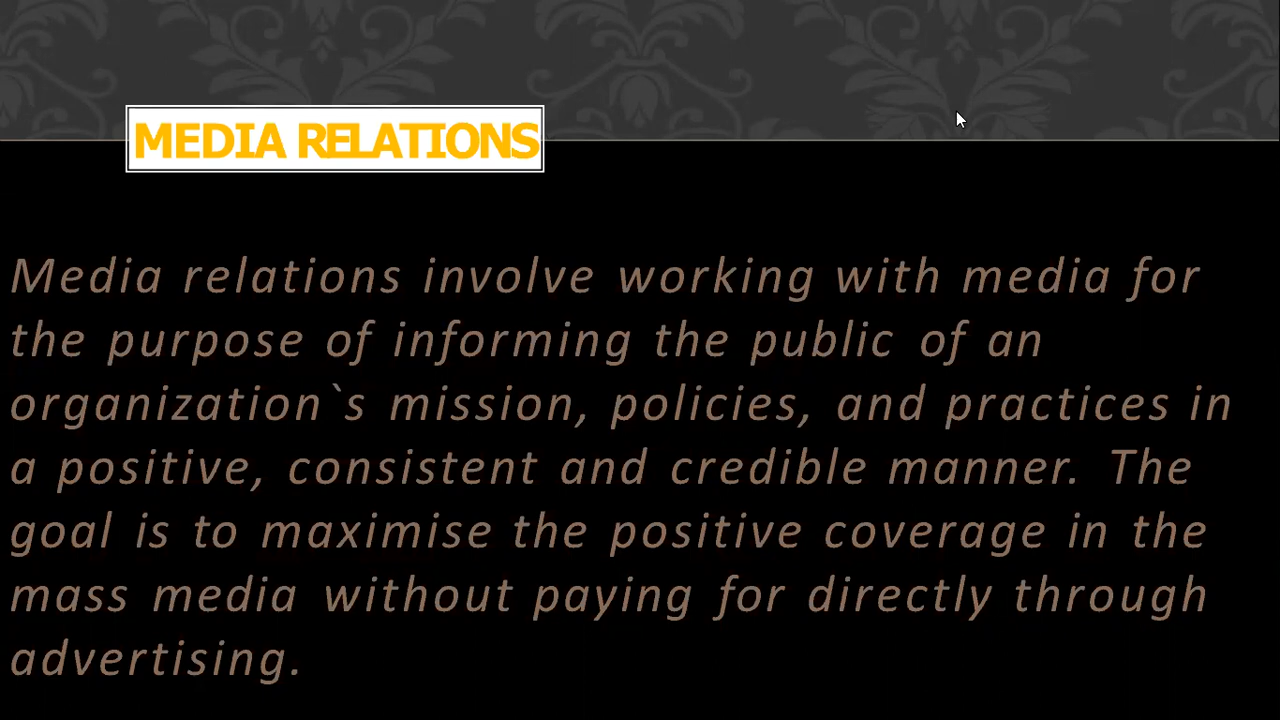 MEDIA RELATIONS
Media relations involve working with media for
the purpose of informing the public of an
organization`s mission, policies, and practices in
a positive, consistent and credible manner. The
goal is to maximise the positive coverage in the
mass media without paying for directly through
advertising.